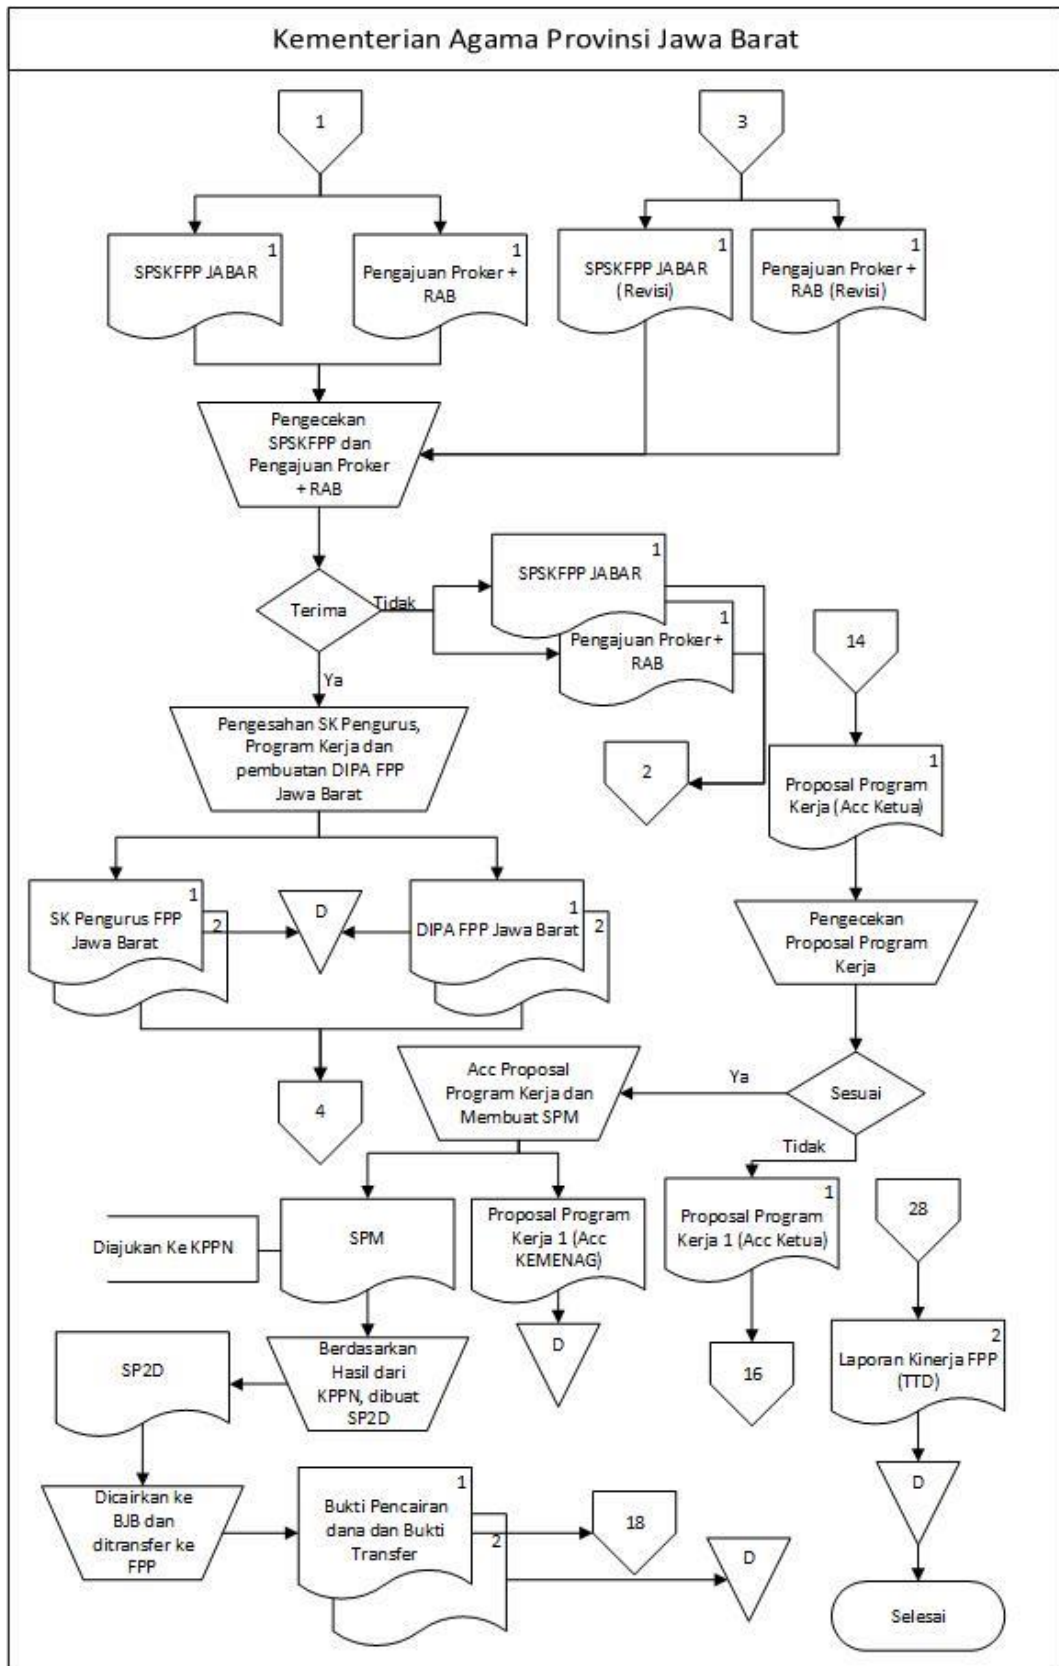 Kementerian Agama Provinsi Jawa Barat
1
3
1
SPSKFPP JABAR
1
Pengajuan Proker +
RAB
1
SPSKFPP JABAR
(Revisi)
1
Pengajuan Proker +
RAB (Revisi)
Pengecekan
SPSKFPP dan
Pengajuan Proker
+ RAB
Terima
Tidak
Ya
1
SPSKFPP JABAR
1
Pengajuan Proker +
RAB
2
14
Pengesahan SK Pengurus,
Program Kerja dan
pembuatan DIPA FPP
Jawa Barat
1
Proposal Program
Kerja (Acc Ketua)
1
SK Pengurus FPP
Jawa Barat
2
D
1
DIPA FPP Jawa Barat
2
Pengecekan
Proposal Program
Kerja
4
Acc Proposal
Program Kerja dan
Membuat SPM
Ya
Sesuai
Tidak
Diajukan Ke KPPN
SPM
Proposal Program
Kerja 1 (Acc
KEMENAG)
1
Proposal Program
Kerja 1 (Acc Ketua)
28
D
16
SP2D
Berdasarkan
Hasil dari
KPPN, dibuat
SP2D
2
Laporan Kinerja FPP
(TTD)
D
Dicairkan ke
BJB dan
ditransfer ke
FPP
1
Bukti Pencairan
dana dan Bukti
Transfer
2
18
D
Selesai